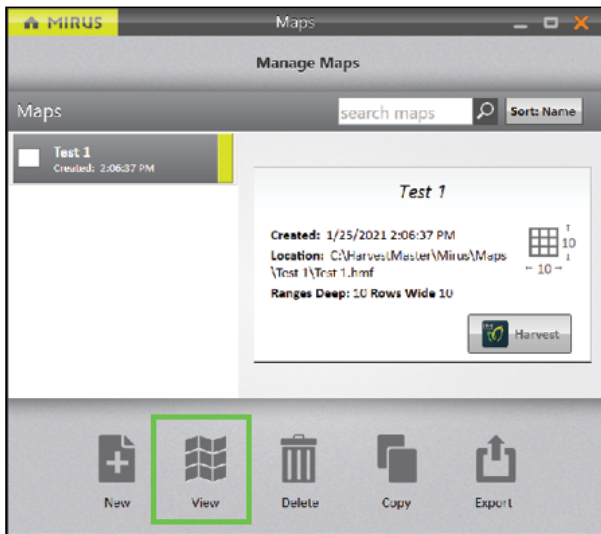 MIRUS
Maps
Manage Maps
Maps
search maps
Sort: Name
Test 1
Created: 2:06:37 PM
Test 1
Created: 1/25/2021 2:06:37 PM
Location: C:\HarvestMaster\Mirus\Maps
\Test 1\Test 1.hmf
Ranges Deep: 10 Rows Wide 10
10
10
Harvest
New
View
Delete
Copy
Export